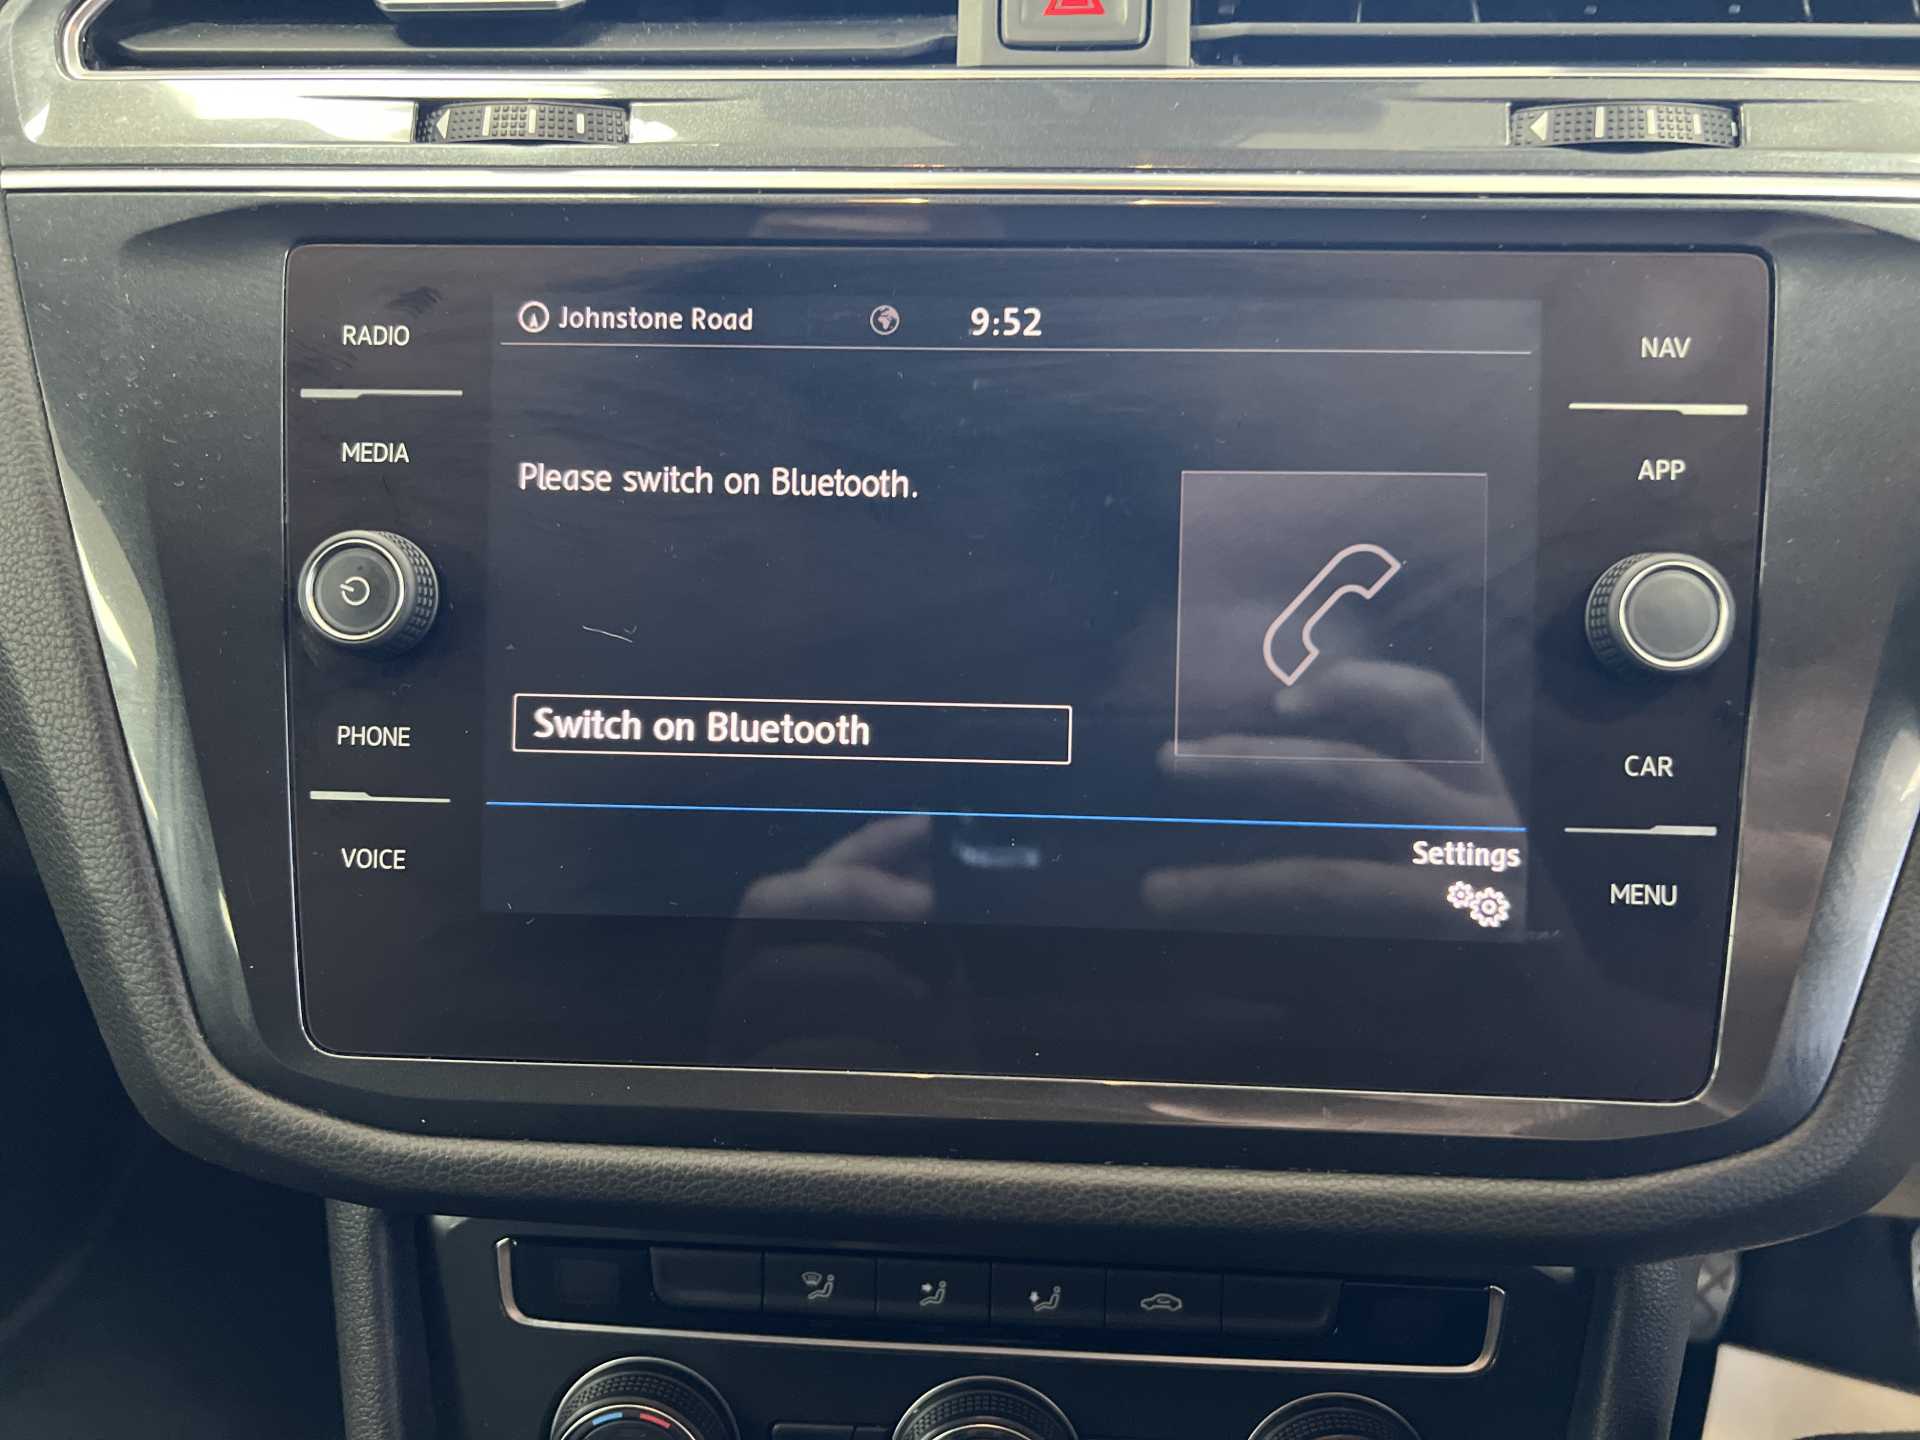 Johnstone Road 9:52
RADIO
MEDIA
PHONE
VOICE
Please switch on Bluetooth.
Switch on Bluetooth
Settings
NAV
APP
CAR
MENU